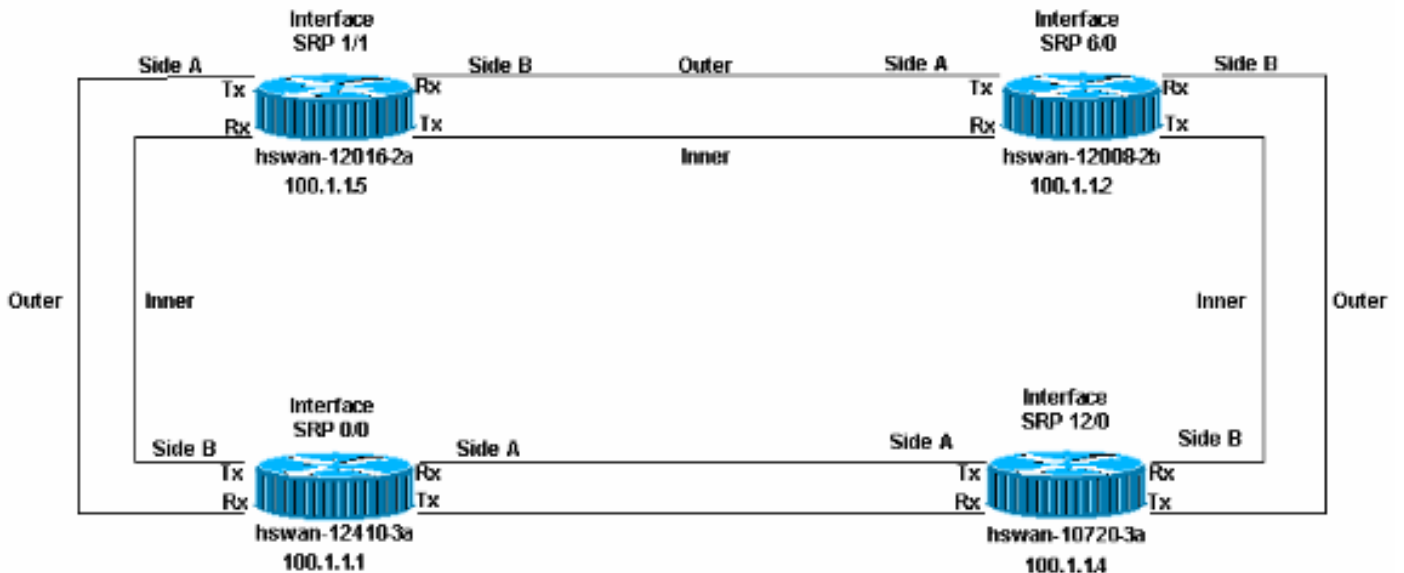 Interface
SRP 1/1
Interface
SRP 6/0
Side A
Side B
Outer
Side A
Side B
Tx
Rx
Tx
Rx
Rx
Tx
Rx
Tx
hswan-12016-2a
Inner
hswan-12008-2b
100.1.1.5
100.1.1.2
Outer
Inner
Inner
Outer
Interface
SRP 0/0
Interface
SRP 12/0
Side B
Side A
Side A
Side B
Tx
Rx
Tx
Rx
Rx
Tx
Rx
Tx
hswan-12410-3a
hswan-10720-3a
100.1.1.1
100.1.1.4